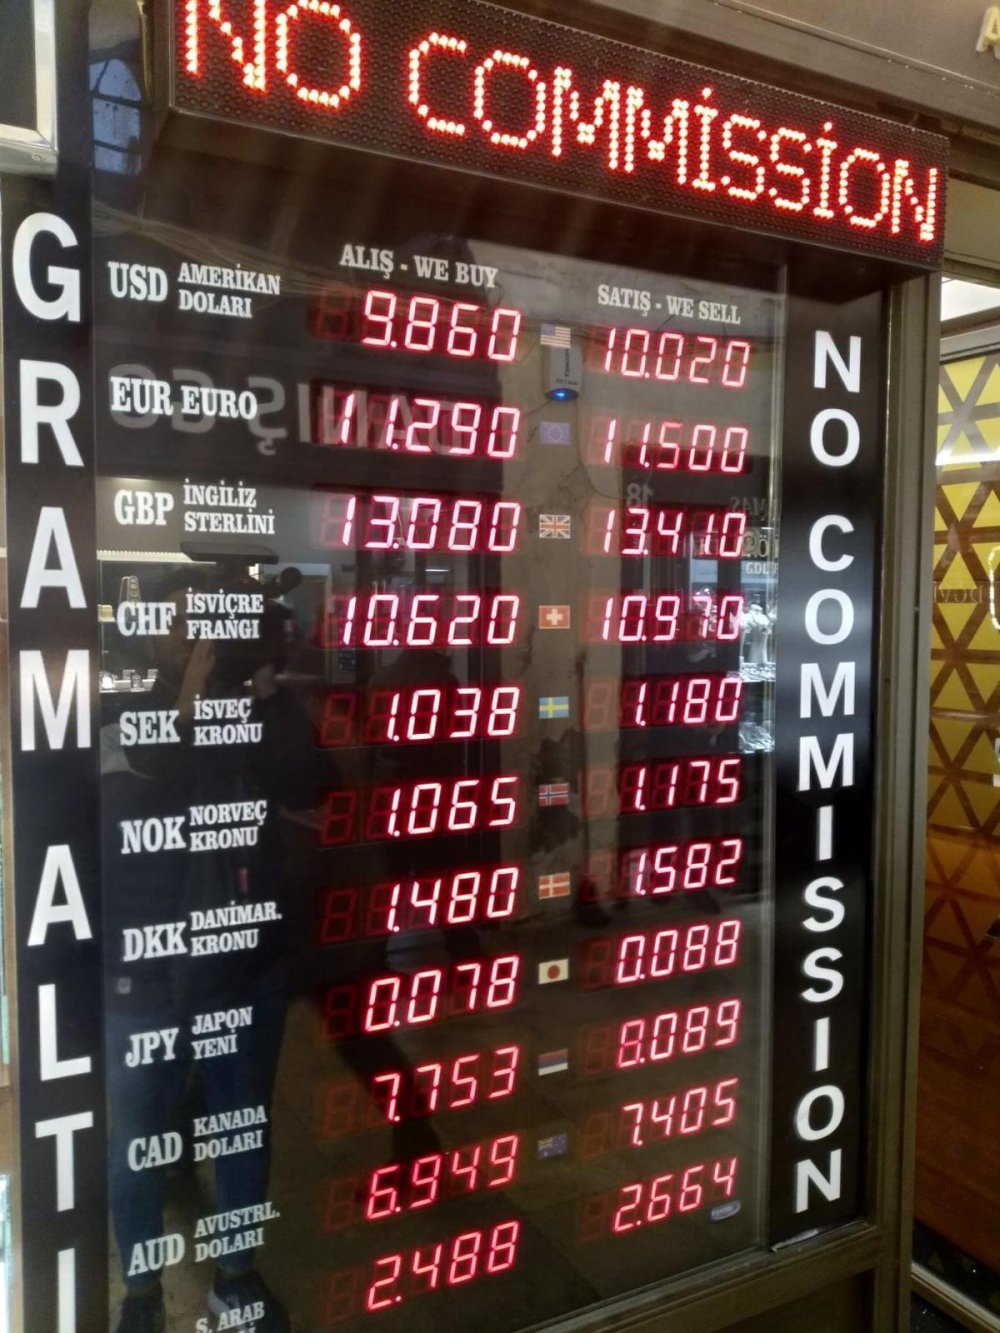 NO COMMİSSİON
GRAM ALTI
ALIŞ - WE BUY
SATIŞ - WE SELL
USD AMERİKAN DOLARI 9.860 10.020
EUR EURO 11.290 11.500
GBP İNGİLİZ STERLİNİ 13.080 13.410
CHF İSVİÇRE FRANGI 10.620 10.970
SEK İSVEÇ KRONU 1.038 1.180
NOK NORVEÇ KRONU 1.065 1.175
DKK DANİMAR. KRONU 1.480 1.582
JPY JAPON YENİ 0.078 0.088
CAD KANADA DOLARI 7.753 8.089
AUD AVUSTRL. DOLARI 6.949 7.405
S. ARAB 2.488 2.664
NO COMMISSION